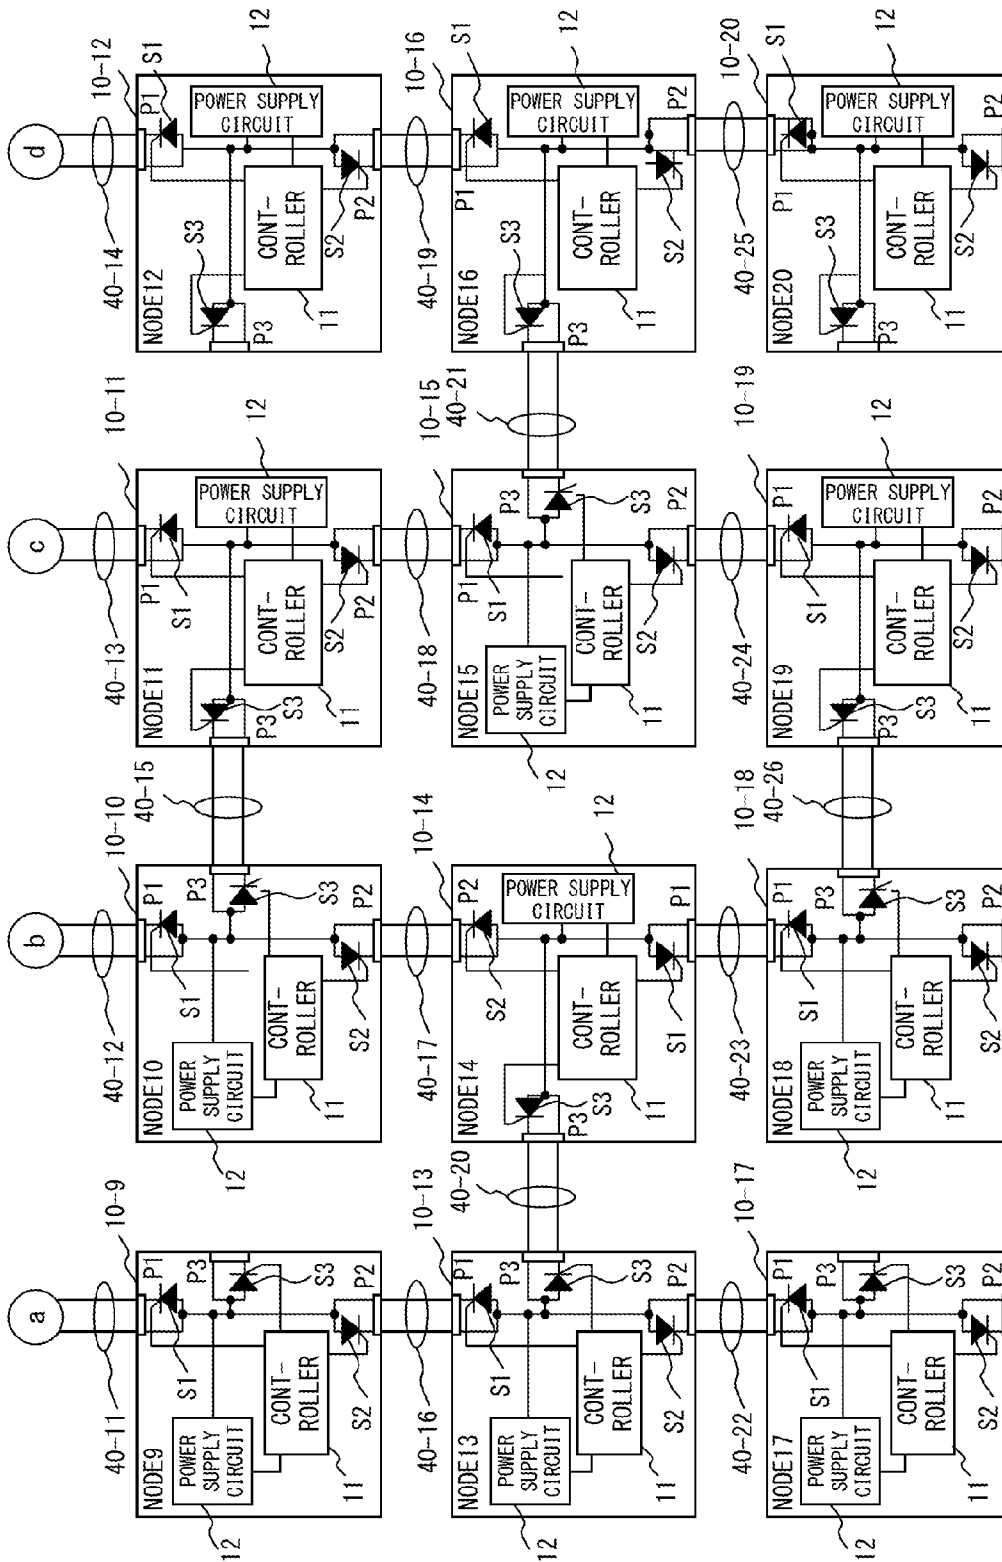 a
b
c
d
40-11
10-9
NODE9
P1
S1
P3
12
POWER
SUPPLY
CIRCUIT
S3
CONT-
ROLLER
11
S2
P2
40-12
10-10
40-15
NODE10
P1
S1
P3
12
POWER
SUPPLY
CIRCUIT
S3
CONT-
ROLLER
11
S2
P2
40-13
10-11
NODE11
P1
S1
12
POWER SUPPLY
CIRCUIT
S3
P3
CONT-
ROLLER
11
S2
P2
40-14
10-12
NODE12
P1
S1
12
POWER SUPPLY
CIRCUIT
S3
P3
CONT-
ROLLER
11
S2
P2
40-16
10-13
40-20
NODE13
P1
S1
P3
12
POWER
SUPPLY
CIRCUIT
S3
CONT-
ROLLER
11
S2
P2
40-17
10-14
NODE14
P2
S2
12
POWER SUPPLY
CIRCUIT
P3
S3
CONT-
ROLLER
11
S1
P1
40-18
10-15
40-21
NODE15
P1
S1
P3
12
POWER
SUPPLY
CIRCUIT
S3
CONT-
ROLLER
11
S2
P2
40-19
10-16
NODE16
P1
S1
12
POWER SUPPLY
CIRCUIT
S3
P3
CONT-
ROLLER
11
S2
P2
40-22
10-17
NODE17
P1
S1
P3
12
POWER
SUPPLY
CIRCUIT
S3
CONT-
ROLLER
11
S2
P2
40-23
10-18
40-26
NODE18
P1
S1
P3
12
POWER
SUPPLY
CIRCUIT
S3
CONT-
ROLLER
11
S2
P2
40-24
10-19
NODE19
P1
S1
12
POWER SUPPLY
CIRCUIT
P3
S3
CONT-
ROLLER
11
S2
P2
40-25
10-20
NODE20
P1
S1
12
POWER SUPPLY
CIRCUIT
S3
P3
CONT-
ROLLER
11
S2
P2